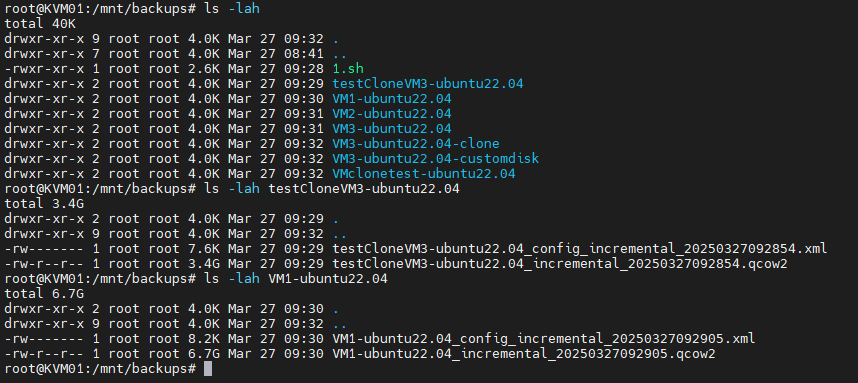 root@KVM01:/mnt/backups# ls -lah
total 40K
drwxr-xr-x 9 root root 4.0K Mar 27 09:32 .
drwxr-xr-x 7 root root 4.0K Mar 27 08:41 ..
-rwxr-xr-x 1 root root 2.6K Mar 27 09:28 1.sh
drwxr-xr-x 2 root root 4.0K Mar 27 09:29 testCloneVM3-ubuntu22.04
drwxr-xr-x 2 root root 4.0K Mar 27 09:30 VM1-ubuntu22.04
drwxr-xr-x 2 root root 4.0K Mar 27 09:31 VM2-ubuntu22.04
drwxr-xr-x 2 root root 4.0K Mar 27 09:31 VM3-ubuntu22.04
drwxr-xr-x 2 root root 4.0K Mar 27 09:32 VM3-ubuntu22.04-clone
drwxr-xr-x 2 root root 4.0K Mar 27 09:32 VM3-ubuntu22.04-customdisk
drwxr-xr-x 2 root root 4.0K Mar 27 09:32 VMclonetest-ubuntu22.04
root@KVM01:/mnt/backups# ls -lah testCloneVM3-ubuntu22.04
total 3.4G
drwxr-xr-x 2 root root 4.0K Mar 27 09:29 .
drwxr-xr-x 9 root root 4.0K Mar 27 09:32 ..
-rw------- 1 root root 7.6K Mar 27 09:29 testCloneVM3-ubuntu22.04_config_incremental_20250327092854.xml
-rw-r--r-- 1 root root 3.4G Mar 27 09:29 testCloneVM3-ubuntu22.04_incremental_20250327092854.qcow2
root@KVM01:/mnt/backups# ls -lah VM1-ubuntu22.04
total 6.7G
drwxr-xr-x 2 root root 4.0K Mar 27 09:30 .
drwxr-xr-x 9 root root 4.0K Mar 27 09:32 ..
-rw------- 1 root root 8.2K Mar 27 09:30 VM1-ubuntu22.04_config_incremental_20250327092905.xml
-rw-r--r-- 1 root root 6.7G Mar 27 09:30 VM1-ubuntu22.04_incremental_20250327092905.qcow2
root@KVM01:/mnt/backups#